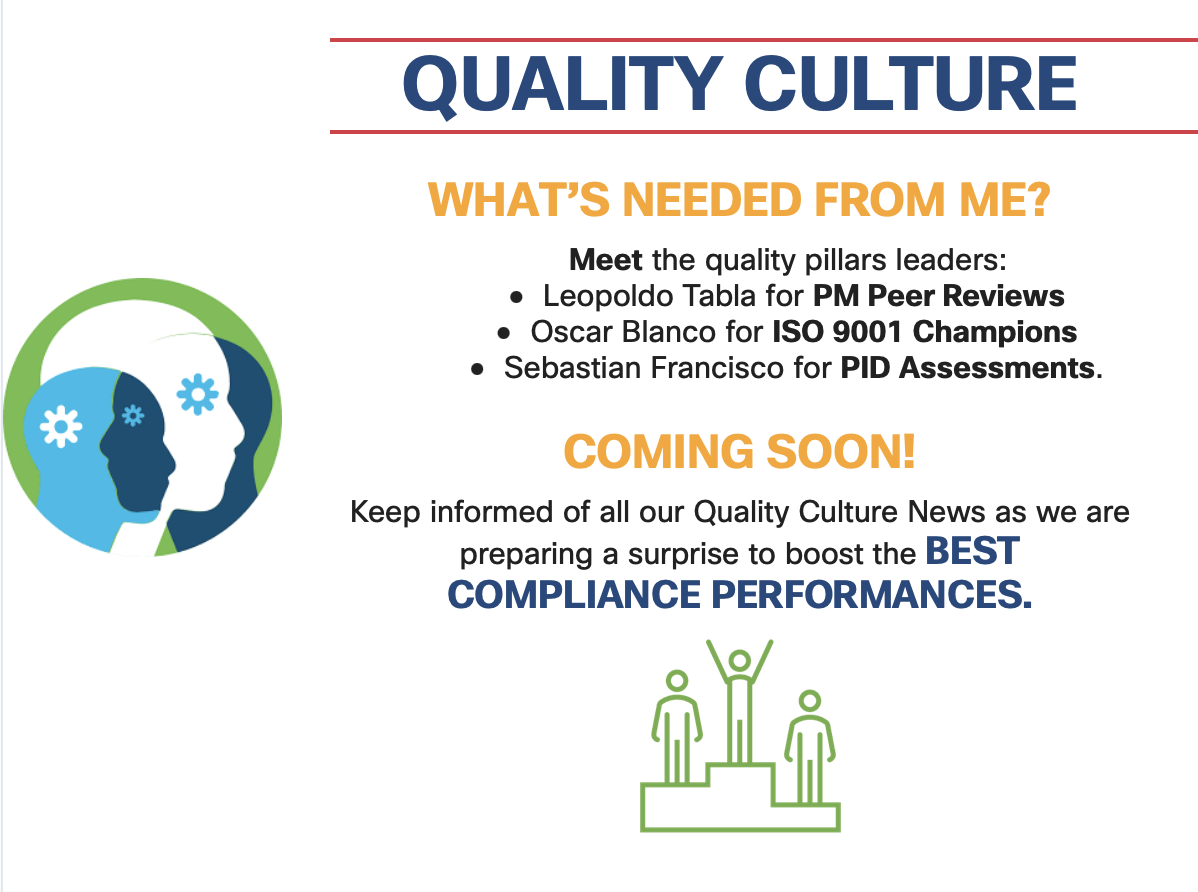 QUALITY CULTURE
WHAT'S NEEDED FROM ME?
Meet the quality pillars leaders:
● Leopoldo Tabla for PM Peer Reviews
● Oscar Blanco for ISO 9001 Champions
● Sebastian Francisco for PID Assessments.
COMING SOON!
Keep informed of all our Quality Culture News as we are
preparing a surprise to boost the BEST
COMPLIANCE PERFORMANCES.